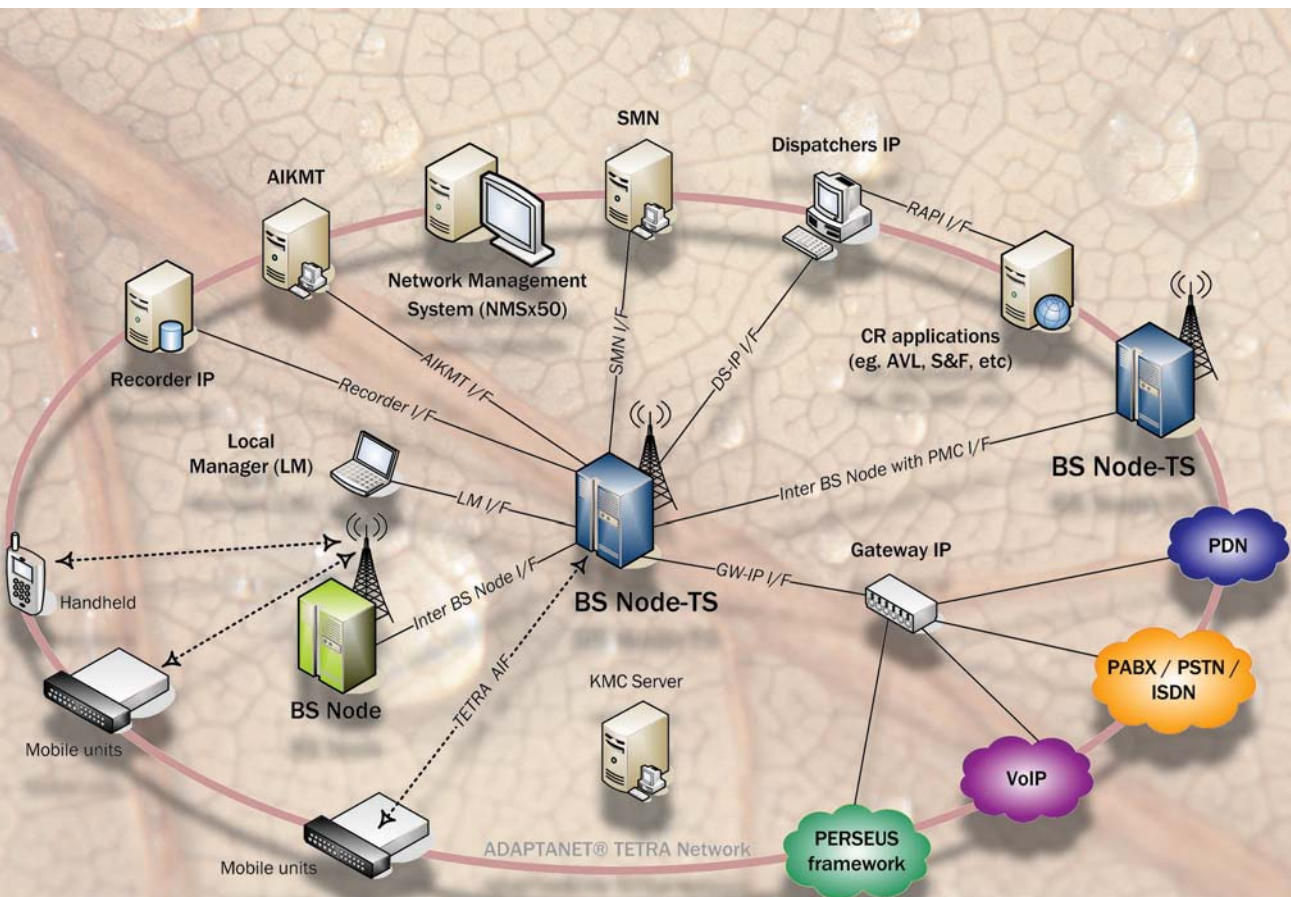 SMN
Dispatchers IP
AIKMT
RAPI I/F
Network Management
System (NMSx50)
CR applications
(eg. AVL, S&F, etc)
Recorder IP
AIKMT I/F
SMN I/F
DS-IP I/F
Recorder I/F
Local
Manager (LM)
LM I/F
Inter BS Node with PMC I/F
BS Node-TS
PDN
Gateway IP
GW-IP I/F
Handheld
Inter BS Node I/F
BS Node-TS
PABX / PSTN /
ISDN
KMC Server
TETRA AIF
BS Node
Mobile units
VoIP
ADAPTANET® TETRA Network
PERSEUS
framework
Mobile units